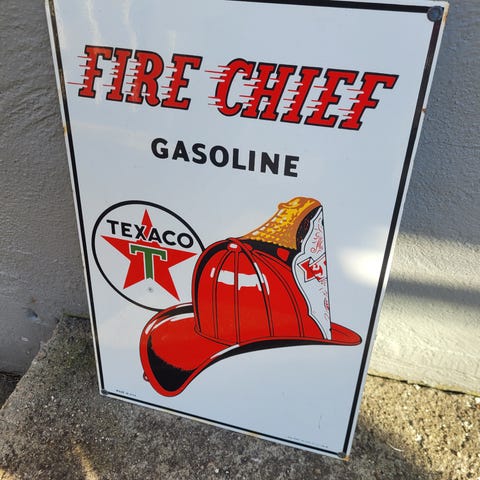 FIRE CHIEF
GASOLINE
TEXACO
T